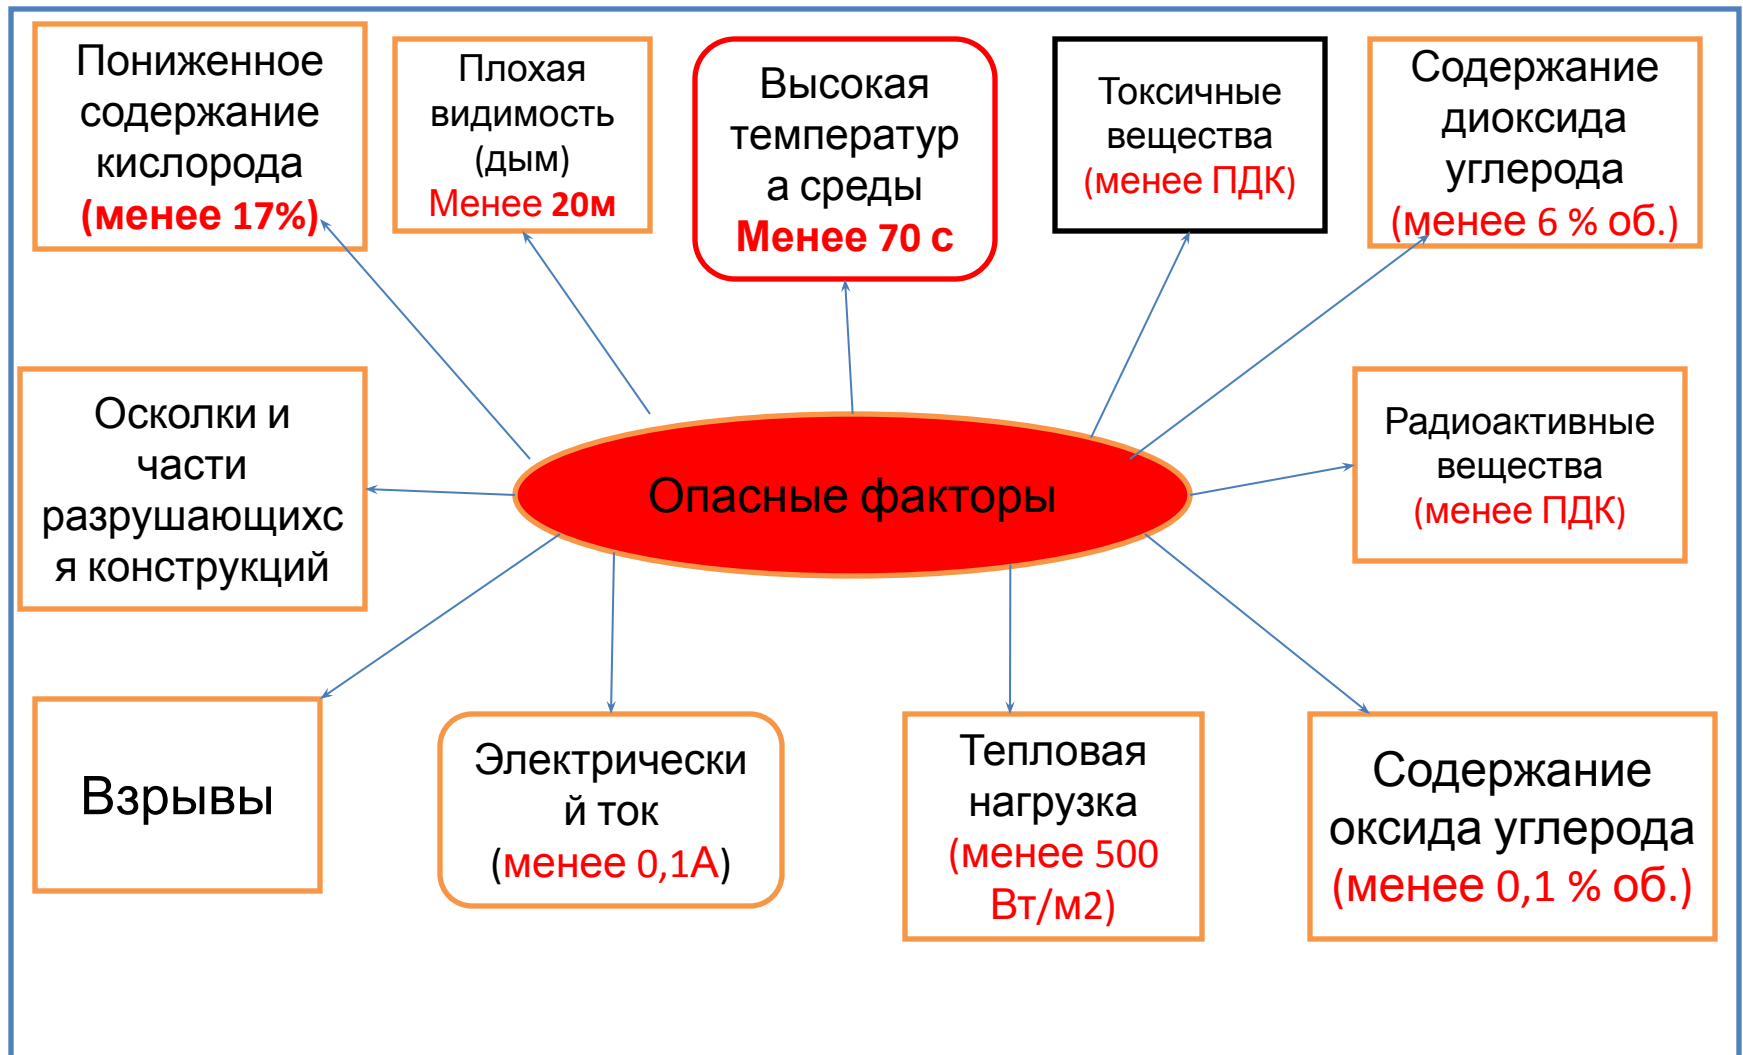 Пониженное
содержание
кислорода
(менее 17%)
Плохая
видимость
(дым)
Менее 20м
Высокая
температур
а среды
Менее 70 с
Токсичные
вещества
(менее ПДК)
Содержание
диоксида
углерода
(менее 6 % об.)
Осколки и
части
разрушающихс
я конструкций
Опасные факторы
Радиоактивные
вещества
(менее ПДК)
Взрывы
Электрически
й ток
(менее 0,1А)
Тепловая
нагрузка
(менее 500
Вт/м2)
Содержание
оксида углерода
(менее 0,1 % об.)